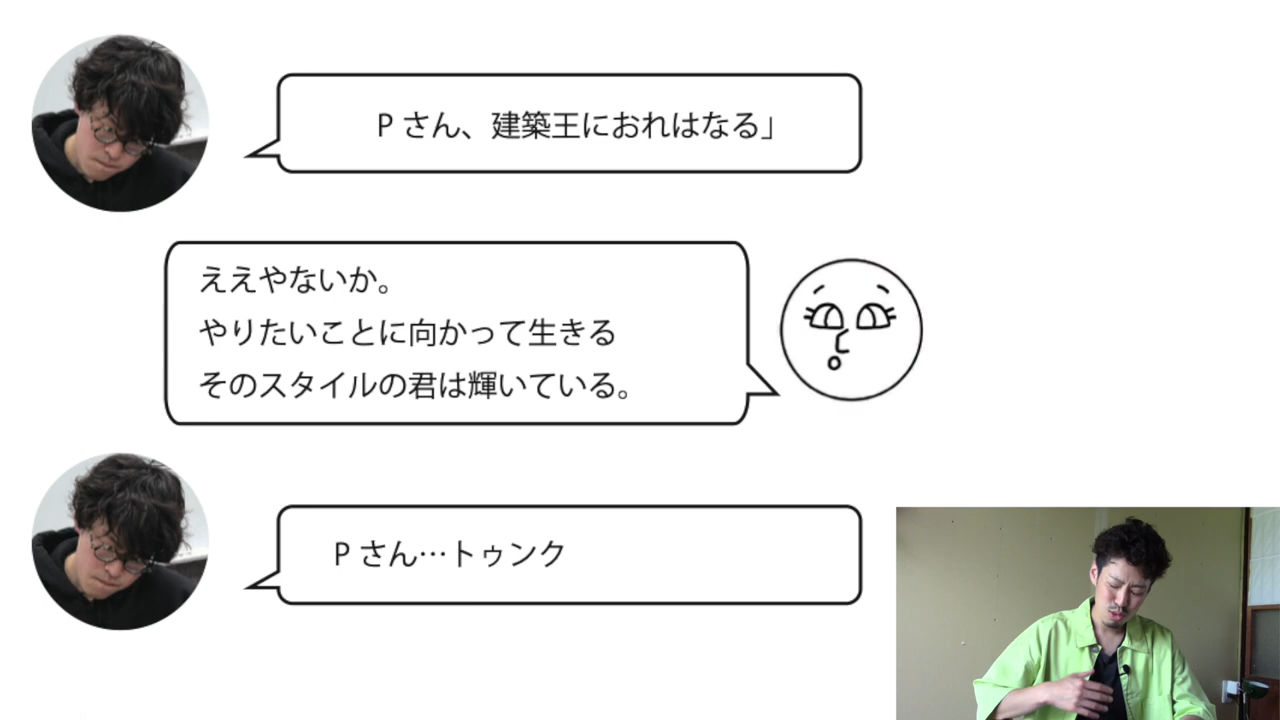 P さん、建築王におれはなる」
ええやないか。
やりたいことに向かって生きる
そのスタイルの君は輝いている。
P さん…トゥンク